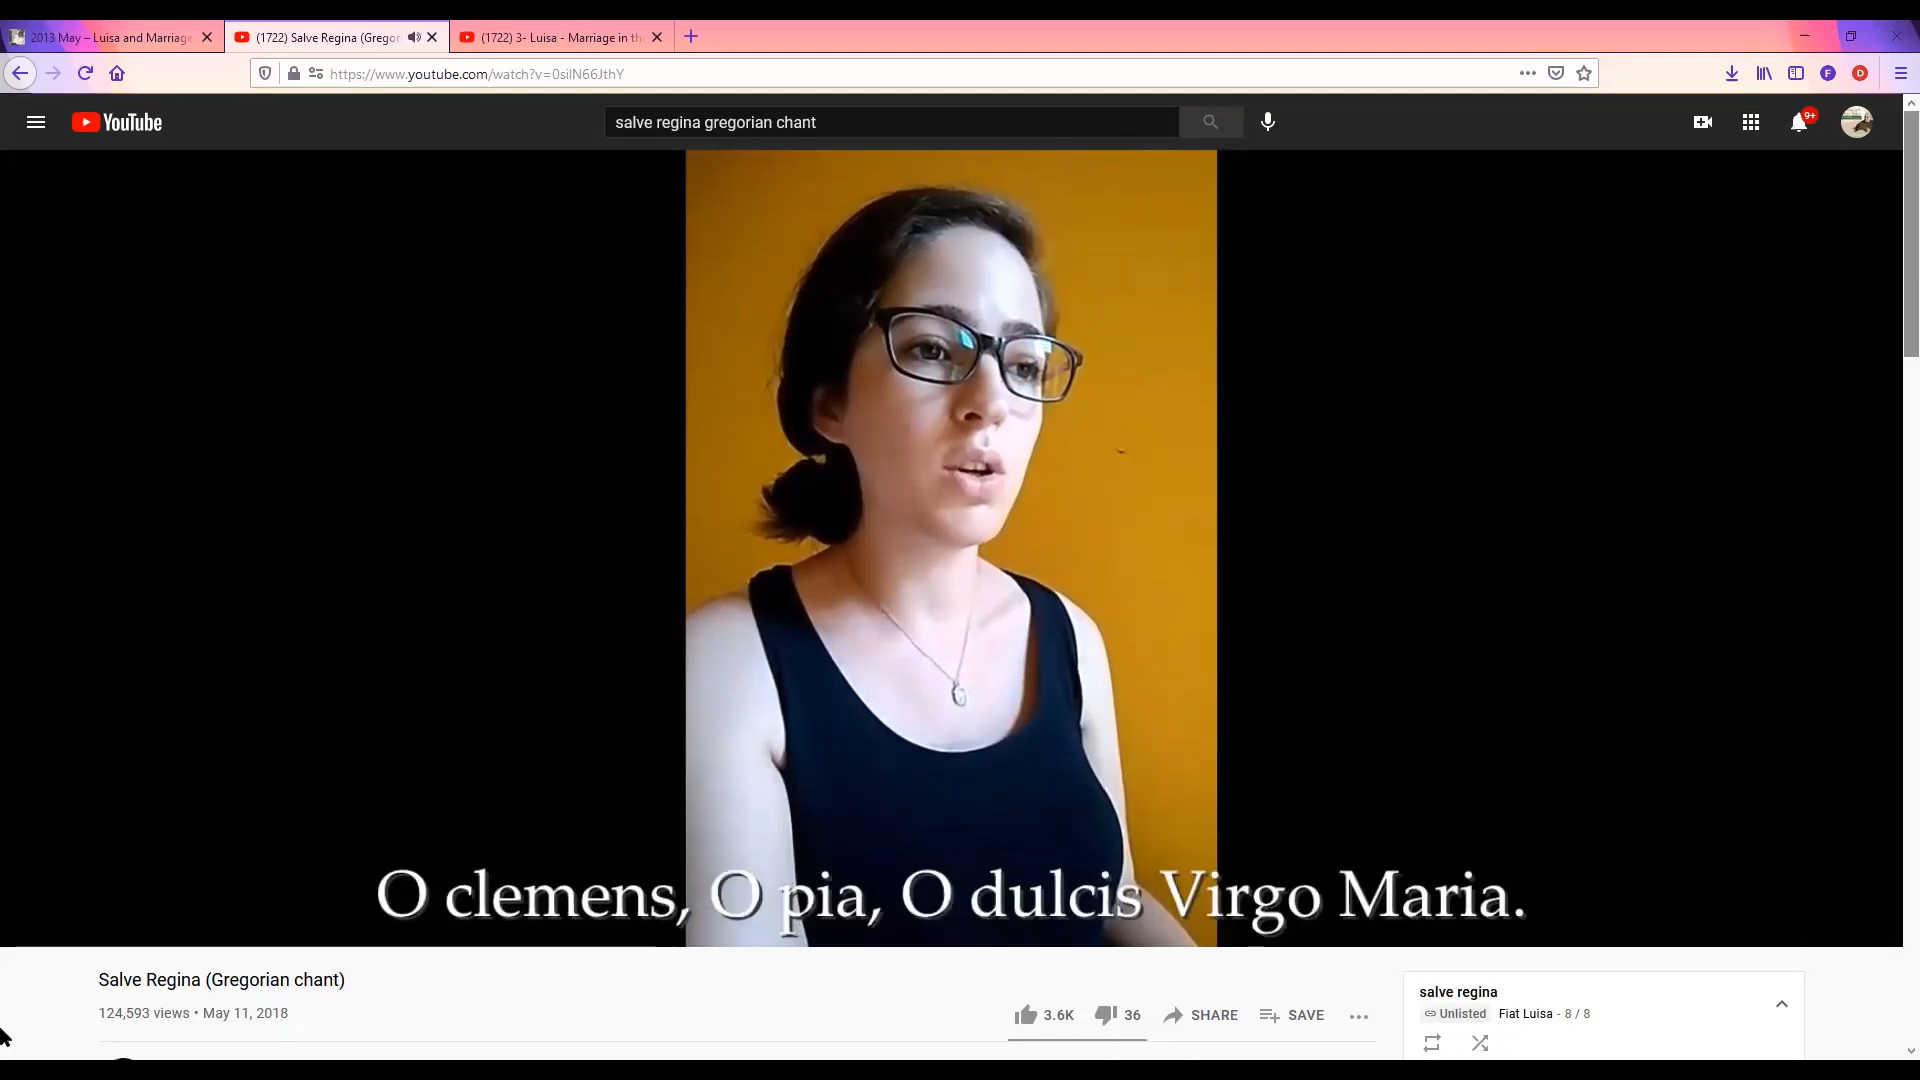 2013 May – Luisa and Marriage
(1722) Salve Regina (Gregor
(1722) 3- Luisa - Marriage in th
https://www.youtube.com/watch?v=0silN66JthY
F
D
YouTube
salve regina gregorian chant
9+
O clemens, O pia, O dulcis Virgo Maria.
Salve Regina (Gregorian chant)
124,593 views • May 11, 2018
3.6K
36
SHARE
SAVE
salve regina
Unlisted Fiat Luisa - 8 / 8